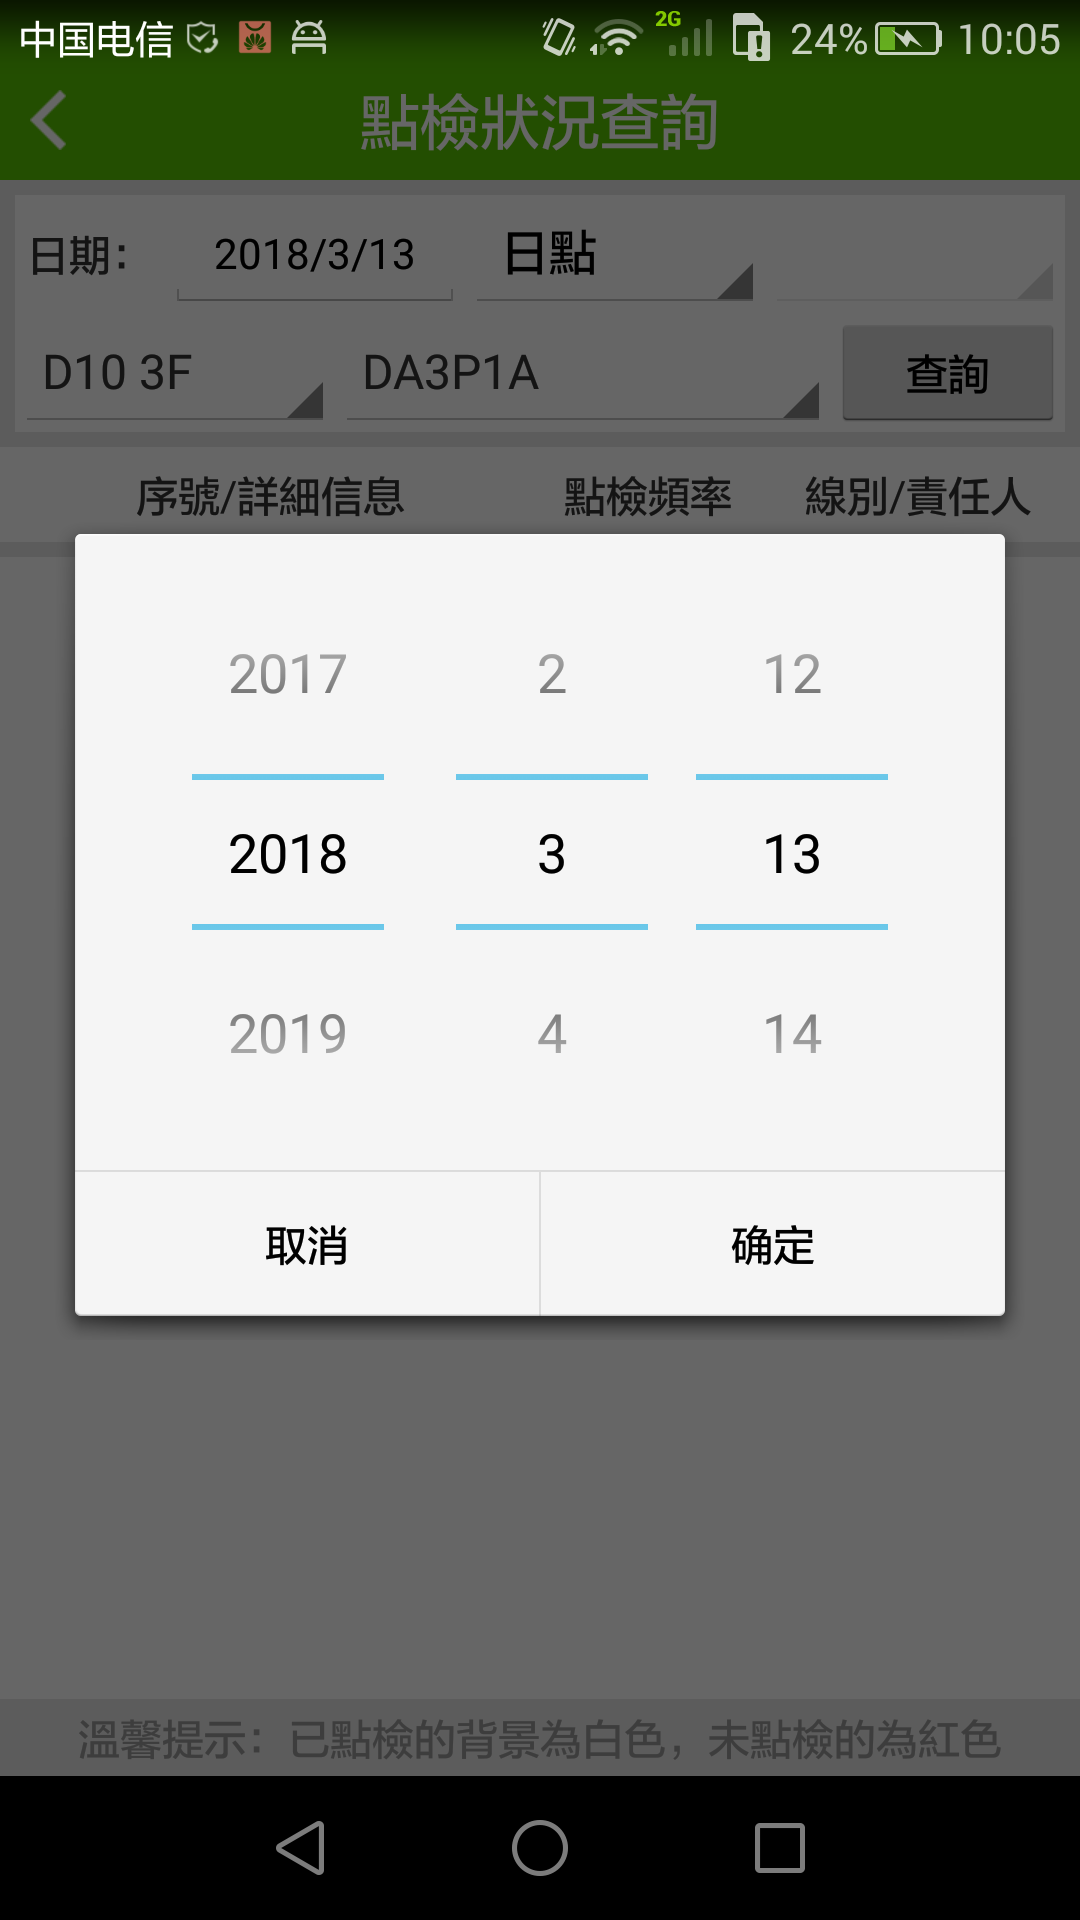 中国电信 2G 24% 10:05
點檢狀況查詢
日期： 2018/3/13 日點
D10 3F DA3P1A 查詢
序號/詳細信息 點檢頻率 線別/責任人
2017 2 12
2018 3 13
2019 4 14
取消 确定
溫馨提示：已點檢的背景為白色，未點檢的為紅色